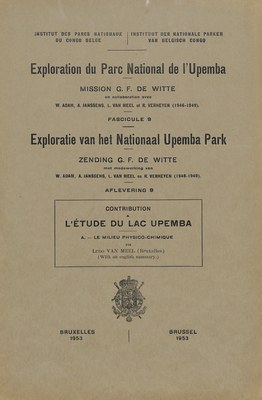 INSTITUT DES PARCS NATIONAUX
DU CONGO BELGE
INSTITUUT DER NATIONALE PARKEN
VAN BELGISCH CONGO
Exploration du Parc National de l'Upemba
MISSION G. F. DE WITTE
en collaboration avec
W. ADAM, A. JANSSENS, L. VAN MEEL et R. VERHEYEN (1946-1949).
FASCICULE 9
Exploratie van het Nationaal Upemba Park
ZENDING G. F. DE WITTE
met medewerking van
W. ADAM, A. JANSSENS, L. VAN MEEL en R. VERHEYEN (1946-1949).
AFLEVERING 9
CONTRIBUTION
A
L'ÉTUDE DU LAC UPEMBA
A. — LE MILIEU PHYSICO-CHIMIQUE
PAR
LOUIS VAN MEEL (Bruxelles)
(With an english summary.)
BRUXELLES
1953
BRUSSEL
1953